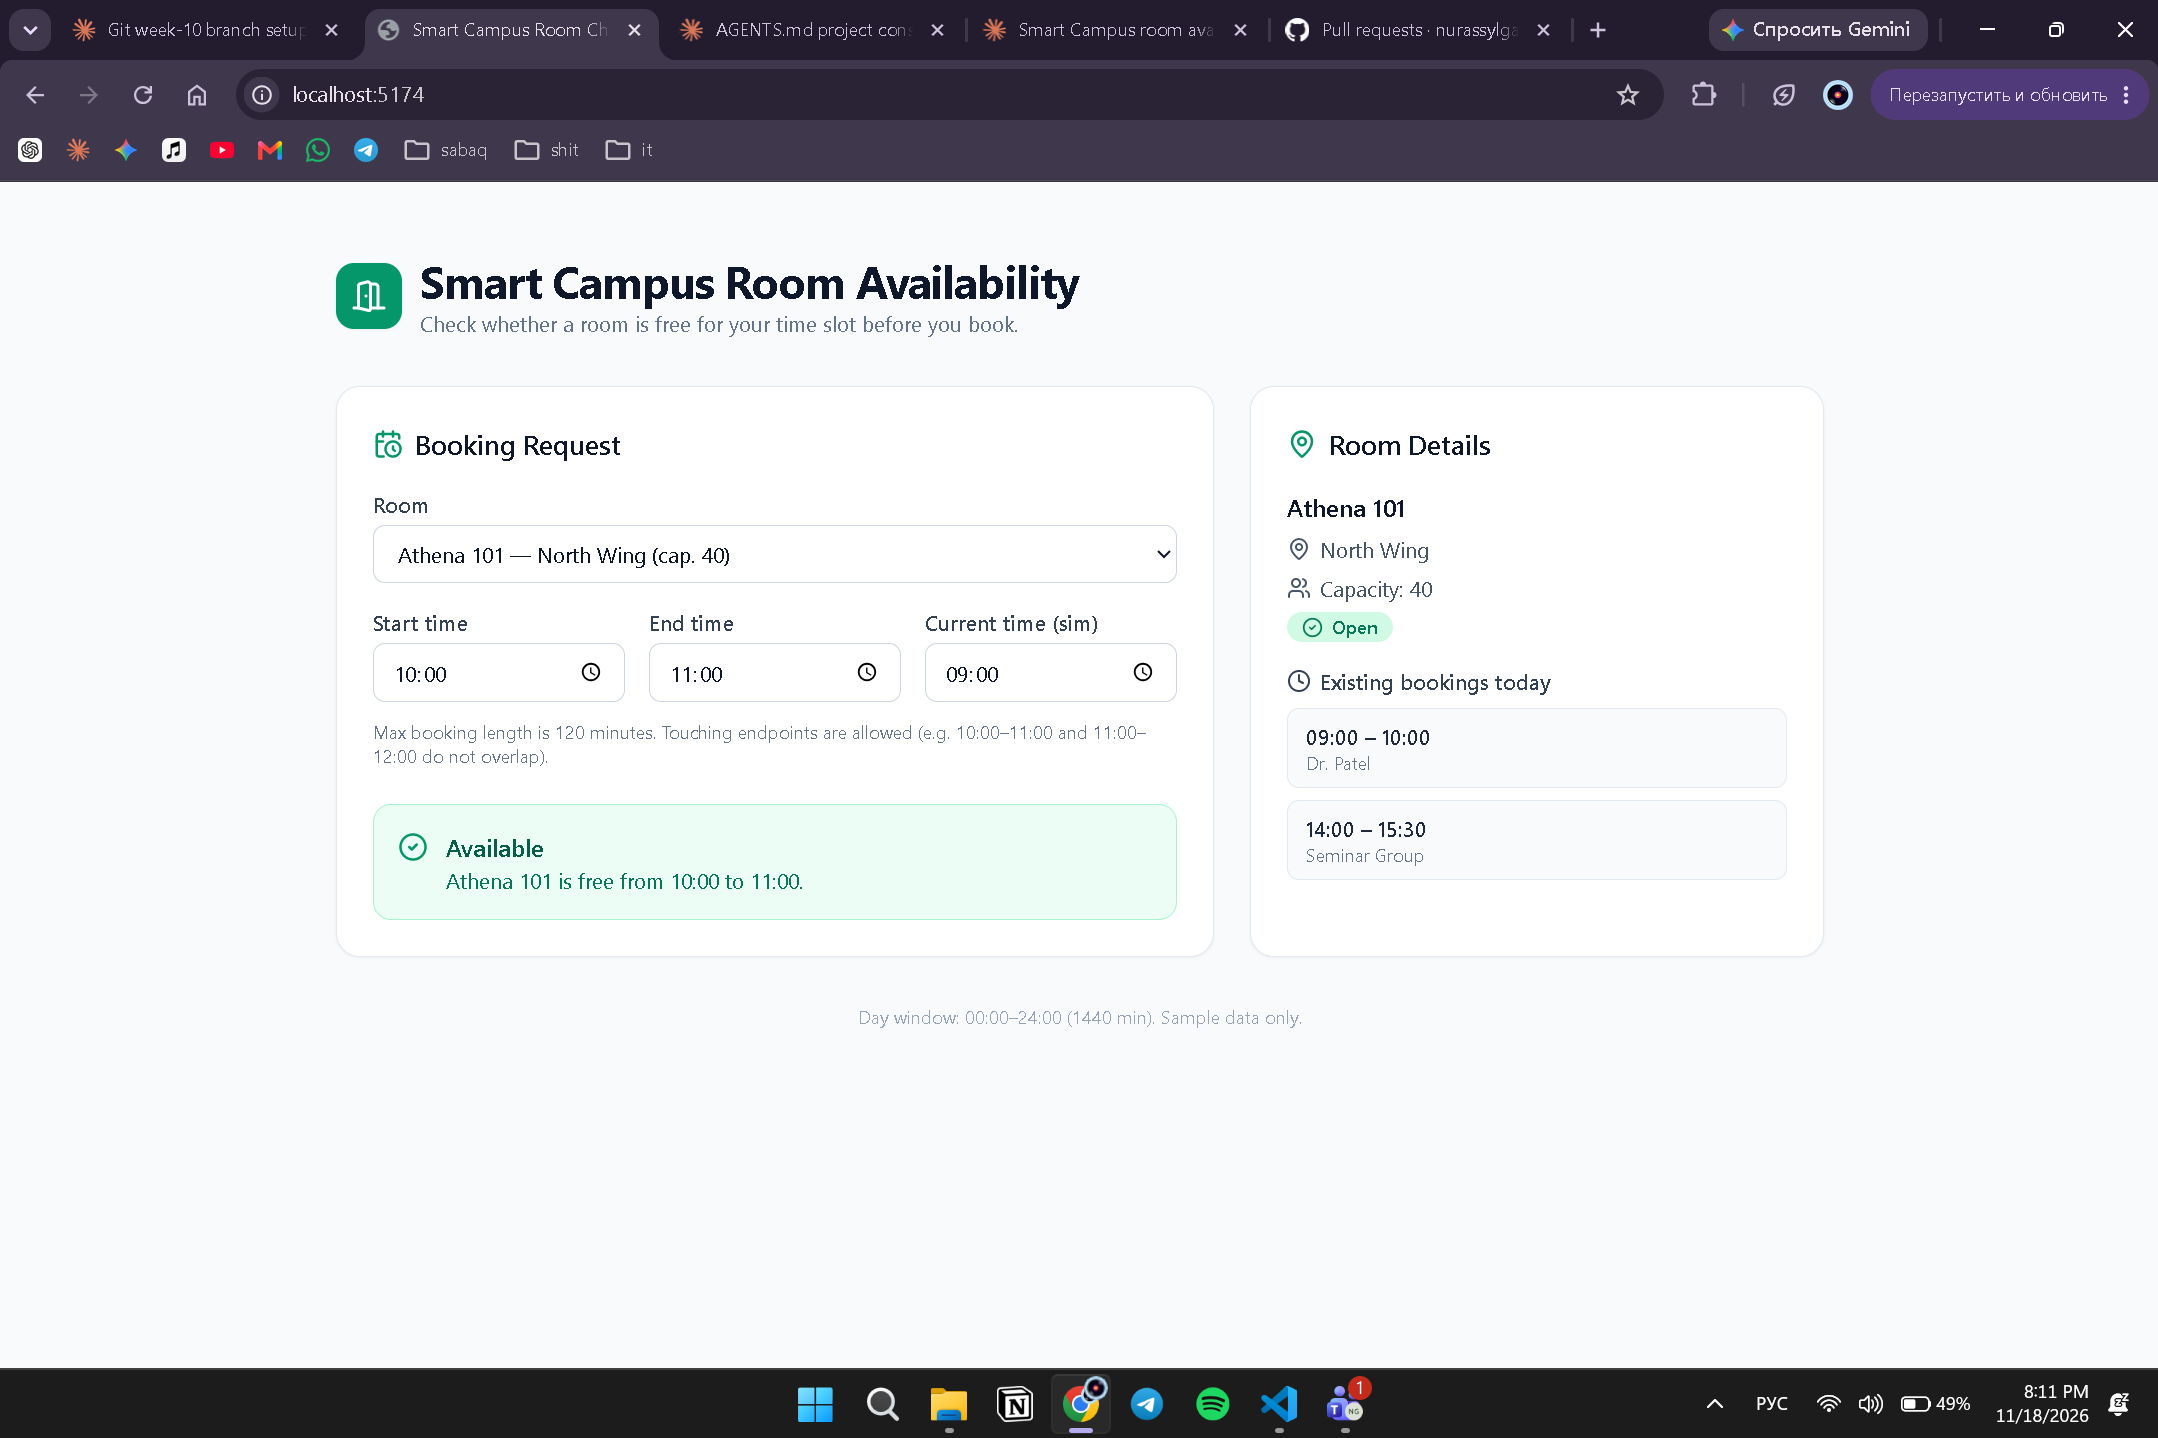 Git week-10 branch setup
Smart Campus Room Ch
AGENTS.md project cons
Smart Campus room ava
Pull requests · nurassylga
Спросить Gemini
localhost:5174
Перезапустить и обновить
sabaq
shit
it
Smart Campus Room Availability
Check whether a room is free for your time slot before you book.
Booking Request
Room
Athena 101 — North Wing (cap. 40)
Start time
End time
Current time (sim)
10:00
11:00
09:00
Max booking length is 120 minutes. Touching endpoints are allowed (e.g. 10:00–11:00 and 11:00–
12:00 do not overlap).
Available
Athena 101 is free from 10:00 to 11:00.
Room Details
Athena 101
North Wing
Capacity: 40
Open
Existing bookings today
09:00 – 10:00
Dr. Patel
14:00 – 15:30
Seminar Group
Day window: 00:00–24:00 (1440 min). Sample data only.
1
T
NG
РУС
49%
8:11 PM
11/18/2026